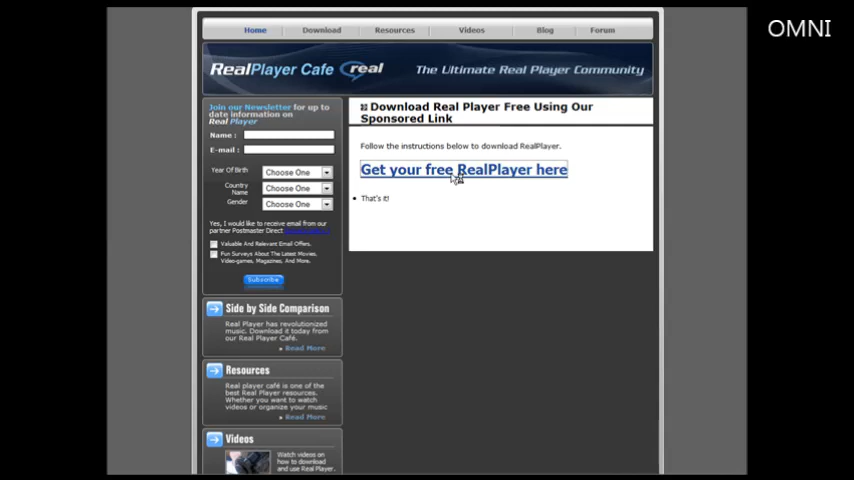 OMNI
Home Download Resources Videos Blog Forum
RealPlayer Cafe real The Ultimate Real Player Community
Join our Newsletter for up
to date information on
Real Player
Name :
E-mail :
Year Of Birth Choose One
Country
Name Choose One
Gender Choose One
Yes, I would like to receive email from our
partner Postmaster Direct
Valuable And Relevant Email Offers.
Fun Surveys About The Latest Movies,
Video-games, Magazines, And More.
Subscribe
Download Real Player Free Using Our
Sponsored Link
Follow the instructions below to download RealPlayer.
Get your free RealPlayer here
• That's it!
Side by Side Comparison
Real Player has revolutionized
music. Download it today from
our Real Player Café.
Read More
Resources
Real player café is one of the
best Real Player resources.
Whether you want to watch
videos or organize your music
Read More
Videos
Watch videos on
how to download
and use Real Player.